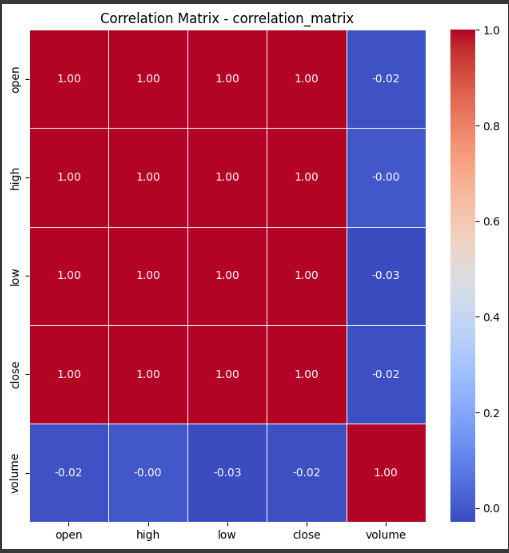 Correlation Matrix - correlation_matrix
open 1.00 1.00 1.00 1.00 -0.02
high 1.00 1.00 1.00 1.00 -0.00
low 1.00 1.00 1.00 1.00 -0.03
close 1.00 1.00 1.00 1.00 -0.02
volume -0.02 -0.00 -0.03 -0.02 1.00
open high low close volume
1.0
0.8
0.6
0.4
0.2
0.0